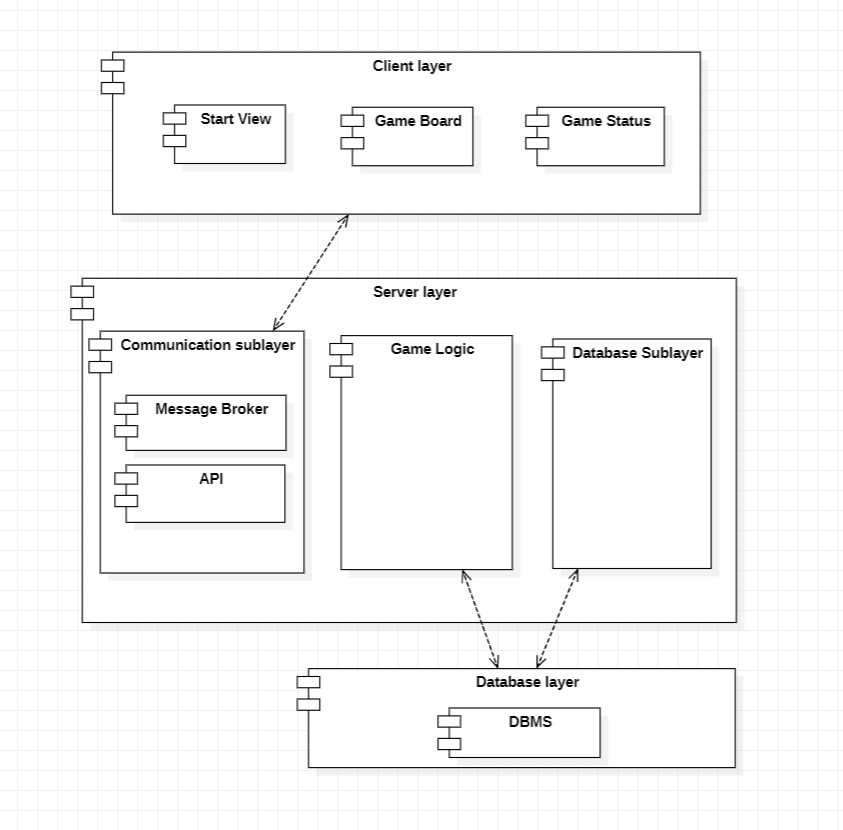 Client layer
Start View
Game Board
Game Status
Server layer
Communication sublayer
Message Broker
API
Game Logic
Database Sublayer
Database layer
DBMS